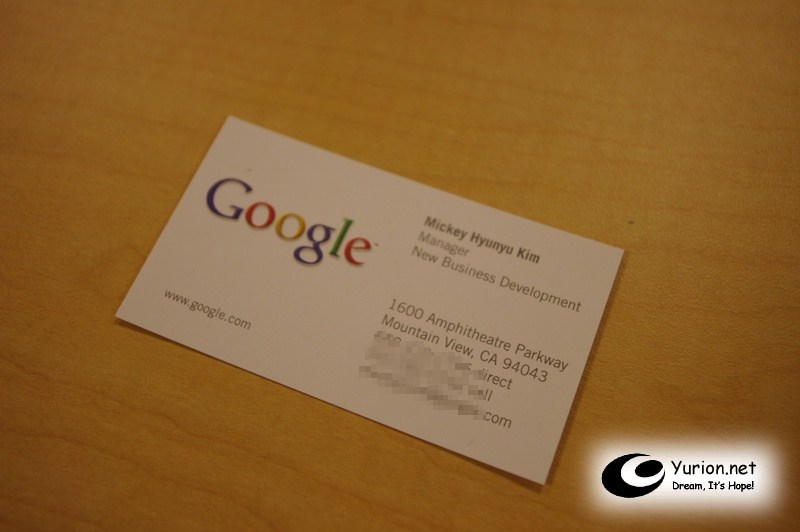 Google
www.google.com
Mickey Hyunyu Kim
Manager
New Business Development
1600 Amphitheatre Parkway
Mountain View, CA 94043
direct
.com
Yurion.net
Dream, It's Hope!